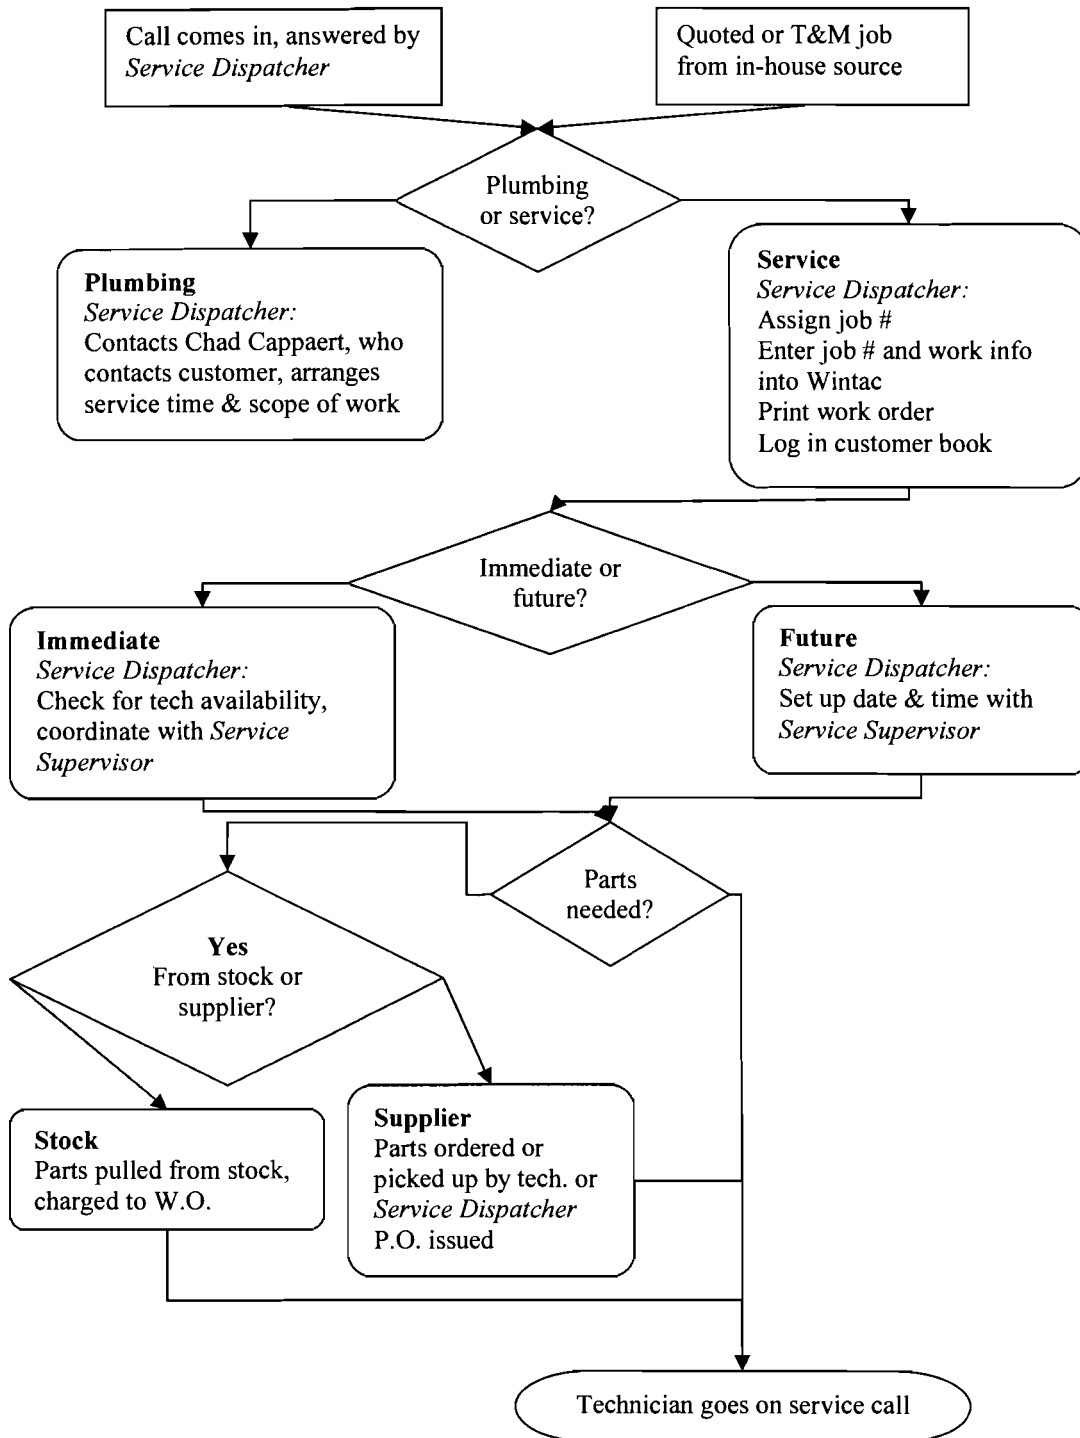 Call comes in, answered by
Service Dispatcher
Quoted or T&M job
from in-house source
Plumbing
or service?
Plumbing
Service Dispatcher:
Contacts Chad Cappaert, who
contacts customer, arranges
service time & scope of work
Service
Service Dispatcher:
Assign job #
Enter job # and work info
into Wintac
Print work order
Log in customer book
Immediate or
future?
Immediate
Service Dispatcher:
Check for tech availability,
coordinate with Service
Supervisor
Future
Service Dispatcher:
Set up date & time with
Service Supervisor
Parts
needed?
Yes
From stock or
supplier?
Stock
Parts pulled from stock,
charged to W.O.
Supplier
Parts ordered or
picked up by tech. or
Service Dispatcher
P.O. issued
Technician goes on service call